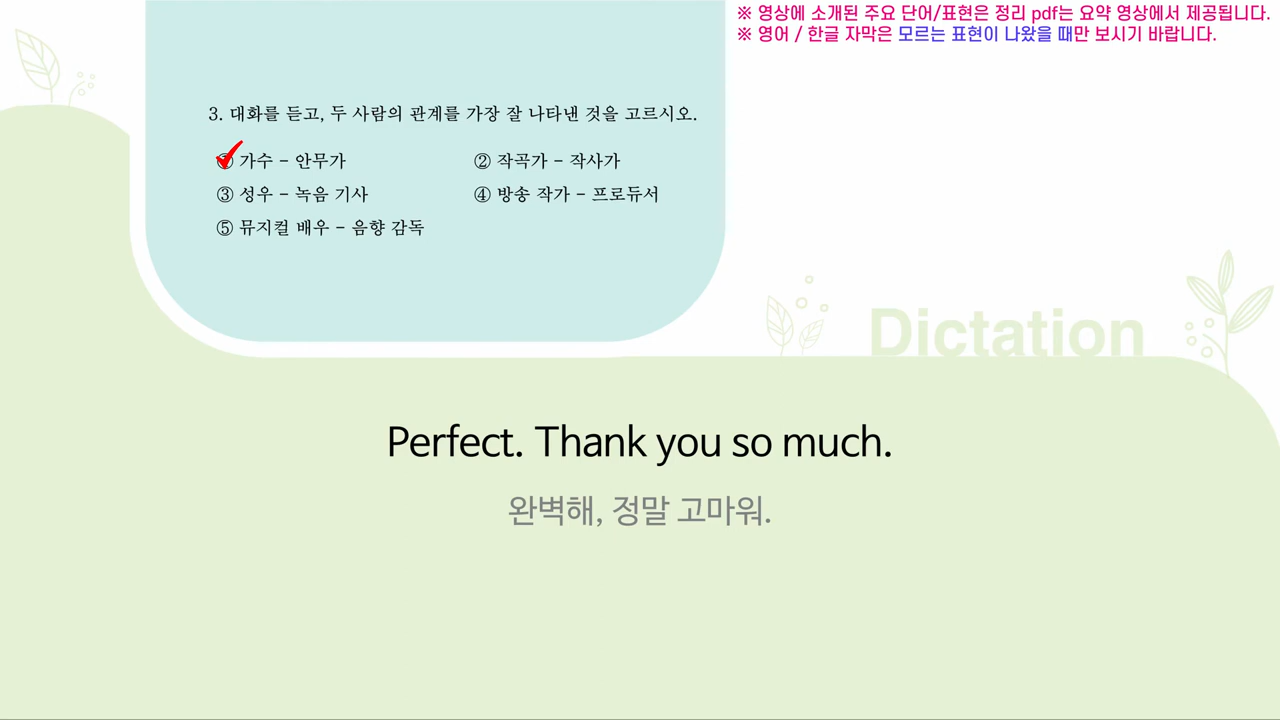 ※ 영상에 소개된 주요 단어/표현은 정리 pdf는 요약 영상에서 제공됩니다.
※ 영어 / 한글 자막은 모르는 표현이 나왔을 때만 보시기 바랍니다.
3. 대화를 듣고, 두 사람의 관계를 가장 잘 나타낸 것을 고르시오.
① 가수 - 안무가 ② 작곡가 - 작사가
③ 성우 - 녹음 기사 ④ 방송 작가 - 프로듀서
⑤ 뮤지컬 배우 - 음향 감독
Dictation
Perfect. Thank you so much.
완벽해, 정말 고마워.